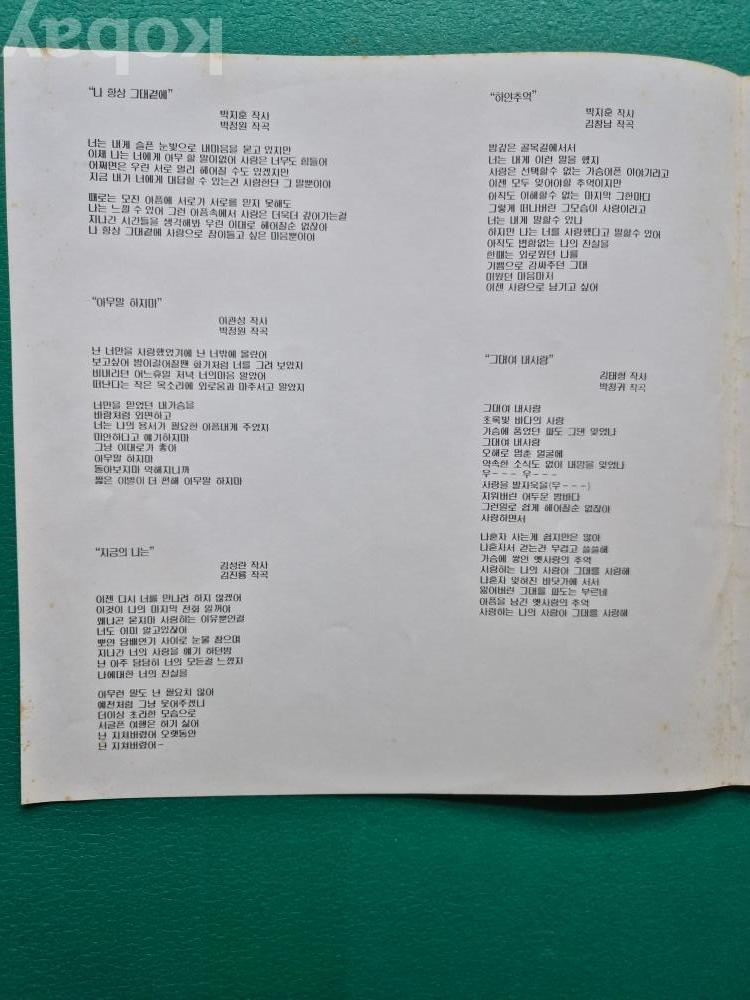 kobay
"나 항상 그대곁에"
박지훈 작사
박정원 작곡
너는 내게 슬픈 눈빛으로 내마음을 묻고 있지만
이제 나는 너에게 아무 할 말이없어 사랑은 너무도 힘들어
어쩌면은 우린 서로 멀리 헤어질 수도 있겠지만
지금 내가 너에게 대답할 수 있는건 사랑한단 그 말뿐이야
때로는 모진 아픔에 서로가 서로를 믿지 못해도
나는 느낄 수 있어 그런 아픔속에서 사랑은 더욱더 깊어가는걸
지나간 시간들을 생각해봐 우린 이대로 헤어질순 없잖아
나 항상 그대곁에 사랑으로 잠이들고 싶은 마음뿐이야
"아무말 하지마"
이관성 작사
박정원 작곡
난 너만을 사랑했었기에 난 너밖에 몰랐어
보고싶어 밤이깊어질땐 화가처럼 너를 그려 보았지
비내리던 어느휴일 저녁 너의마음 알았어
떠난다는 작은 목소리에 외로움과 마주서고 말았지
너만을 믿었던 내가슴을
바람처럼 외면하고
너는 나의 용서가 필요한 아픔내게 주었지
미안하다고 얘기하지마
그냥 이대로가 좋아
아무말 하지마
돌아보지마 약해지니까
짧은 이별이 더 편해 아무말 하지마
"지금의 나는"
김성란 작사
김진룡 작곡
이젠 다시 너를 만나려 하지 않겠어
이것이 나의 마지막 전화 일꺼야
왜냐곤 묻지마 사랑하는 이유뿐인걸
너도 이미 알고있잖아
뽀얀 담배연기 사이로 눈물 참으며
지나간 너의 사랑을 얘기 하던밤
난 아주 담담히 너의 모든걸 느꼈지
나에대한 너의 진실을
아무런 말도 난 필요치 않아
예전처럼 그냥 웃어주겠니
더이상 초라한 모습으로
서글픈 여행은 하기 싫어
난 지쳐버렸어 오랫동안
난 지쳐버렸어-
"하얀추억"
박지훈 작사
김창남 작곡
밤깊은 골목길에서서
너는 내게 이런 말을 했지
사랑은 선택할수 없는 가슴아픈 이야기라고
이젠 모두 잊어야할 추억이지만
아직도 이해할수 없는 마지막 그한마디
그렇게 떠나버린 그모습이 사랑이라고
너는 내게 말할수 있니
하지만 나는 너를 사랑했다고 말할수 있어
아직도 변함없는 나의 진실을
한때는 외로웠던 나를
기쁨으로 감싸주던 그대
미웠던 마음마저
이젠 사랑으로 남기고 싶어
"그대여 내사랑"
김태형 작사
박정귀 작곡
그대여 내사랑
초록빛 바다의 사랑
가슴에 품었던 파도 그댄 잊었나
그대여 내사랑
오해로 멈춘 얼굴에
약속한 소식도 없이 내맘을 잊었나
우--- 우---
사랑을 발자욱을(우---)
지워버린 어두운 밤바다
그런일로 쉽게 헤어질순 없잖아
사랑하면서
나혼자 사는게 쉽지만은 않아
나혼자서 걷는건 무겁고 쓸쓸해
가슴에 쌓인 옛사랑의 추억
사랑하는 나의 사랑아 그대를 사랑해
나혼자 잊혀진 바닷가에 서서
잃어버린 그대를 파도는 부르네
아픔을 남긴 옛사랑의 추억
사랑하는 나의 사랑아 그대를 사랑해